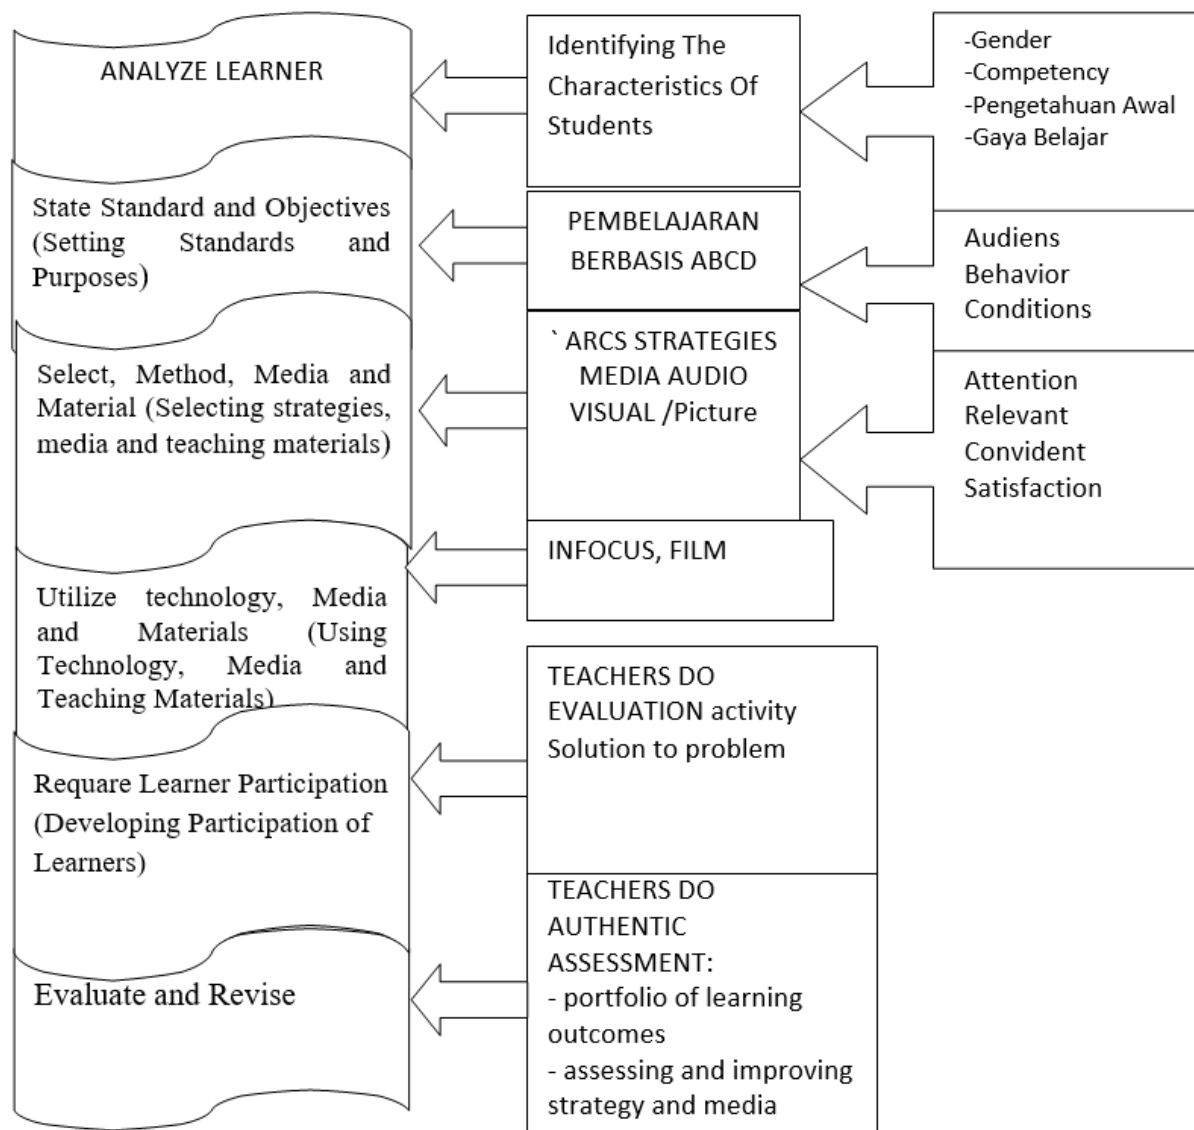 ANALYZE LEARNER
Identifying The
Characteristics Of
Students
-Gender
-Competency
-Pengetahuan Awal
-Gaya Belajar
State Standard and Objectives
(Setting Standards and
Purposes)
PEMBELAJARAN
BERBASIS ABCD
Audiens
Behavior
Conditions
Select, Method, Media and
Material (Selecting strategies,
media and teaching materials)
` ARCS STRATEGIES
MEDIA AUDIO
VISUAL /Picture
Attention
Relevant
Convident
Satisfaction
Utilize technology, Media
and Materials (Using
Technology, Media and
Teaching Materials)
INFOCUS, FILM
Requare Learner Participation
(Developing Participation of
Learners)
TEACHERS DO
EVALUATION activity
Solution to problem
Evaluate and Revise
TEACHERS DO
AUTHENTIC
ASSESSMENT:
- portfolio of learning
outcomes
- assessing and improving
strategy and media